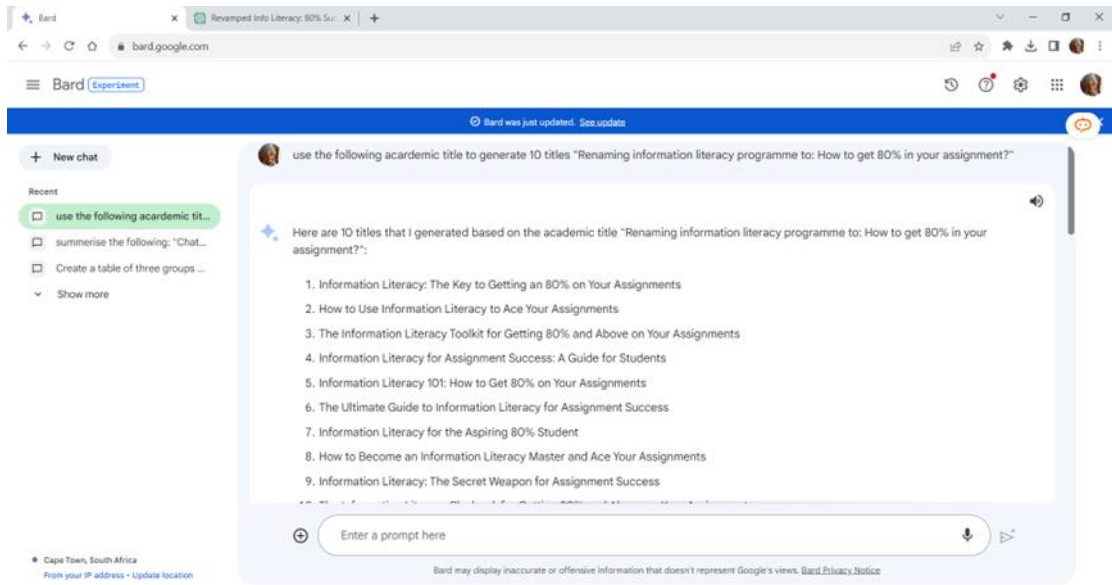 Bard
Revamped Info Literacy: 80% Su
bard.google.com
Bard Experiment
Bard was just updated. See update
New chat
use the following acardemic title to generate 10 titles "Renaming information literacy programme to: How to get 80% in your assignment?"
Recent
use the following acardemic tit...
summerise the following: "Chat...
Create a table of three groups ...
Show more
Here are 10 titles that I generated based on the academic title "Renaming information literacy programme to: How to get 80% in your
assignment?":
1. Information Literacy: The Key to Getting an 80% on Your Assignments
2. How to Use Information Literacy to Ace Your Assignments
3. The Information Literacy Toolkit for Getting 80% and Above on Your Assignments
4. Information Literacy for Assignment Success: A Guide for Students
5. Information Literacy 101: How to Get 80% on Your Assignments
6. The Ultimate Guide to Information Literacy for Assignment Success
7. Information Literacy for the Aspiring 80% Student
8. How to Become an Information Literacy Master and Ace Your Assignments
9. Information Literacy: The Secret Weapon for Assignment Success
Enter a prompt here
Cape Town, South Africa
From your IP address • Update location
Bard may display inaccurate or offensive information that doesn't represent Google's views. Bard Privacy Notice